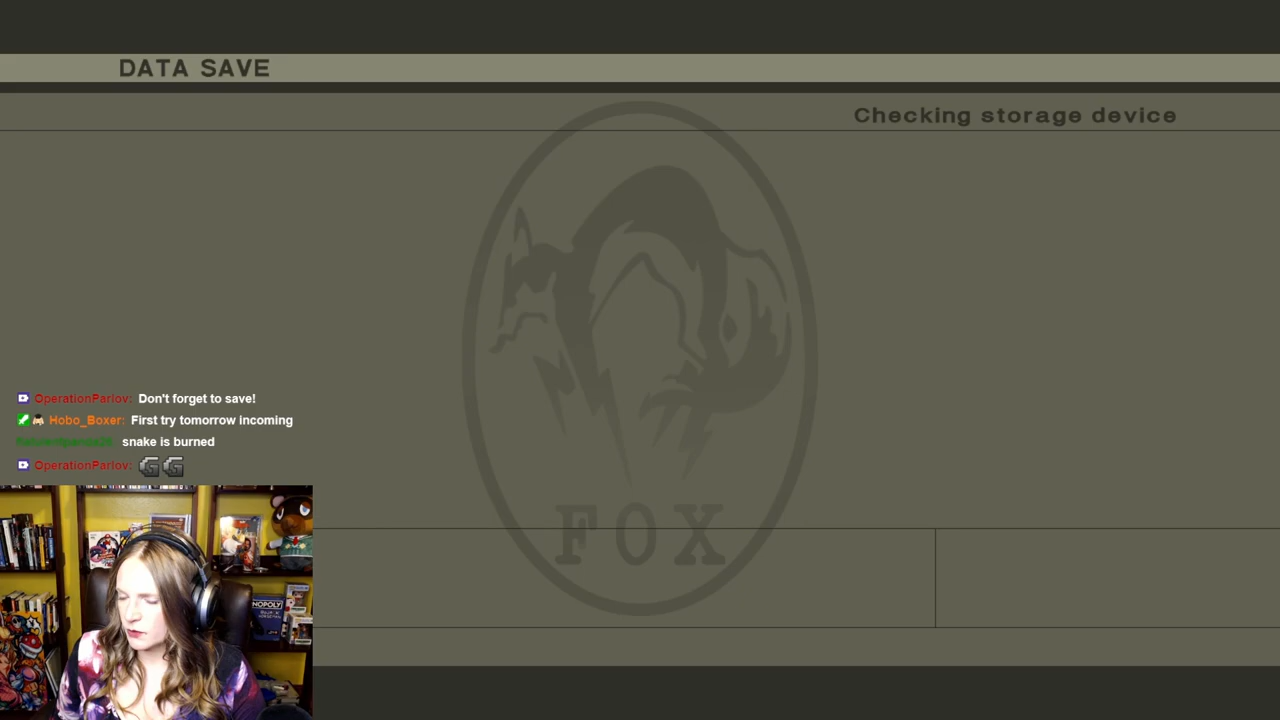 DATA SAVE
Checking storage device
OperationParlov: Don't forget to save!
Hobo_Boxer: First try tomorrow incoming
snake is burned
OperationParlov:
FOX
MONOPOLY